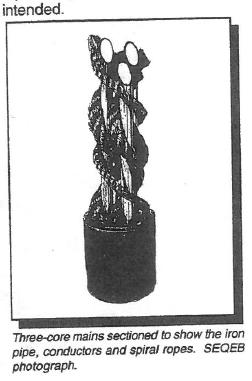 intended.
Three-core mains sectioned to show the iron
pipe, conductors and spiral ropes. SEQEB
photograph.